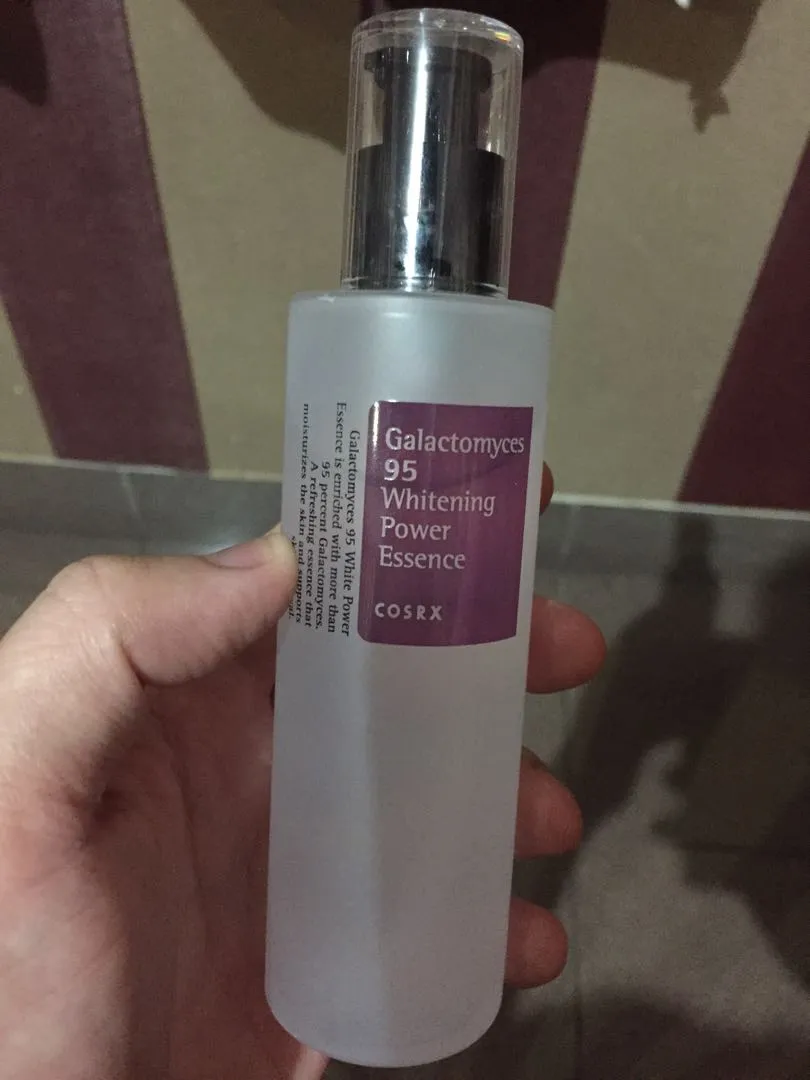 Galactomyces
95
Whitening
Power
Essence
COSRX
Galactomyces 95 White Power
Essence is enriched with more than
95 percent Galactomyces.
A refreshing essence that
moisturizes the skin and supports